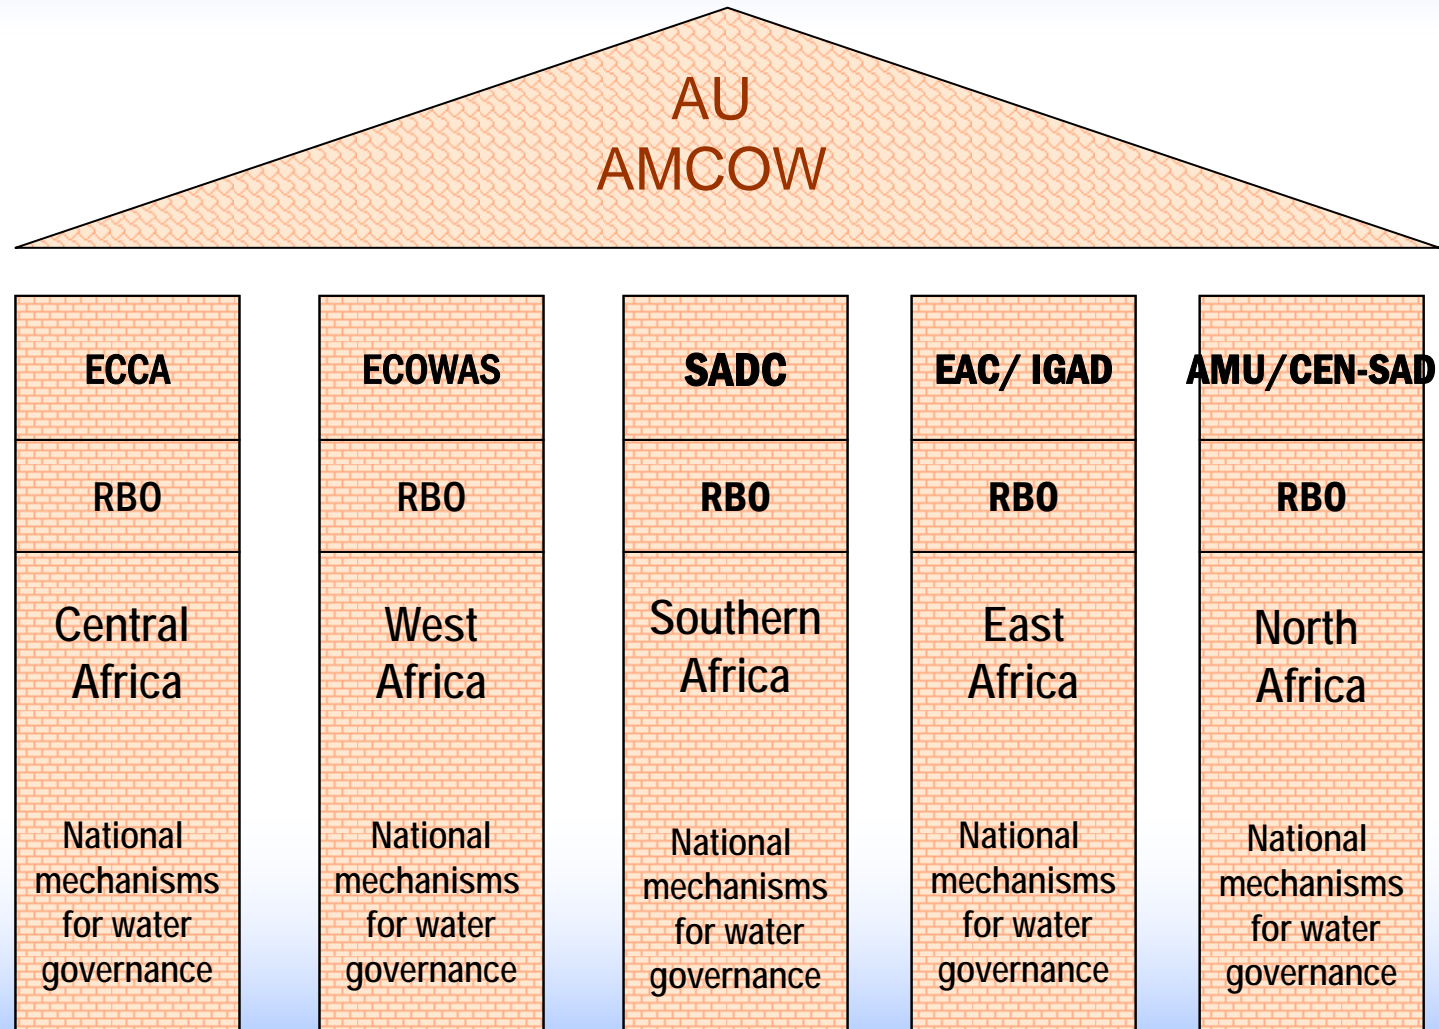 AU
AMCOW
ECCA
RBO
Central
Africa
National
mechanisms
for water
governance
ECOWAS
RBO
West
Africa
National
mechanisms
for water
governance
SADC
RBO
Southern
Africa
National
mechanisms
for water
governance
EAC/ IGAD
RBO
East
Africa
National
mechanisms
for water
governance
AMU/CEN-SAD
RBO
North
Africa
National
mechanisms
for water
governance